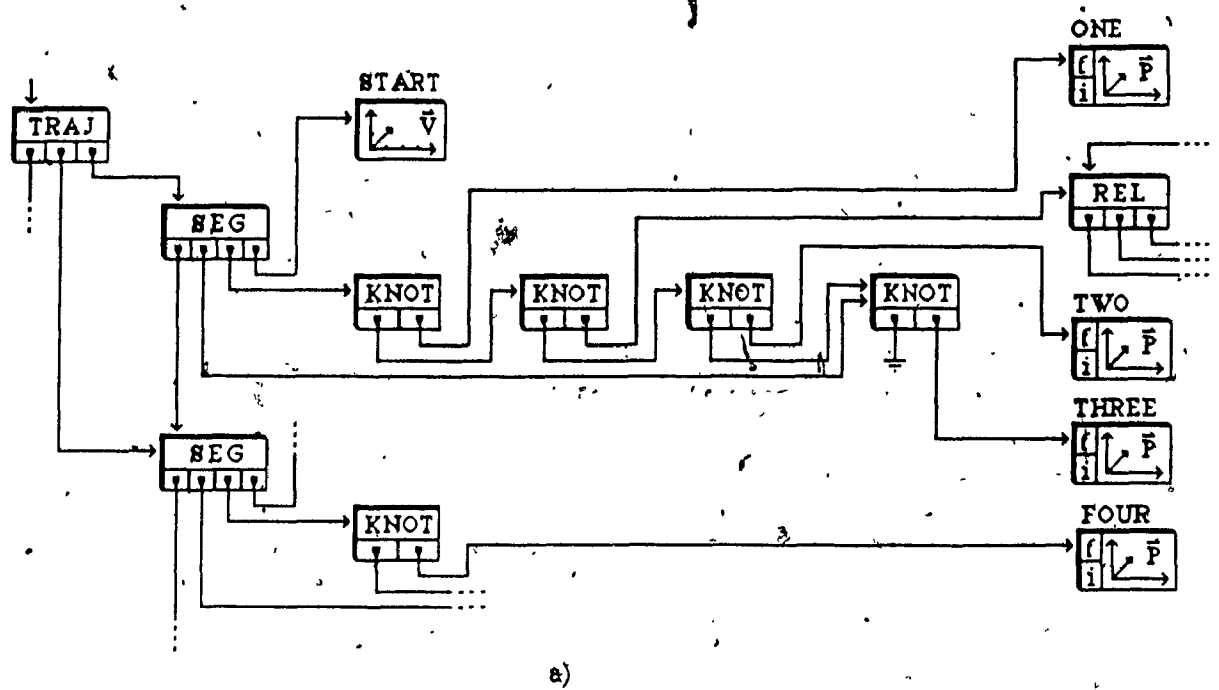 ONE
f P⃗
i
START
V⃗
TRAJ
REL
SEG
KNOT KNOT KNOT KNOT
TWO
f P⃗
i
THREE
f P⃗
i
SEG
KNOT
FOUR
f P⃗
i
a)